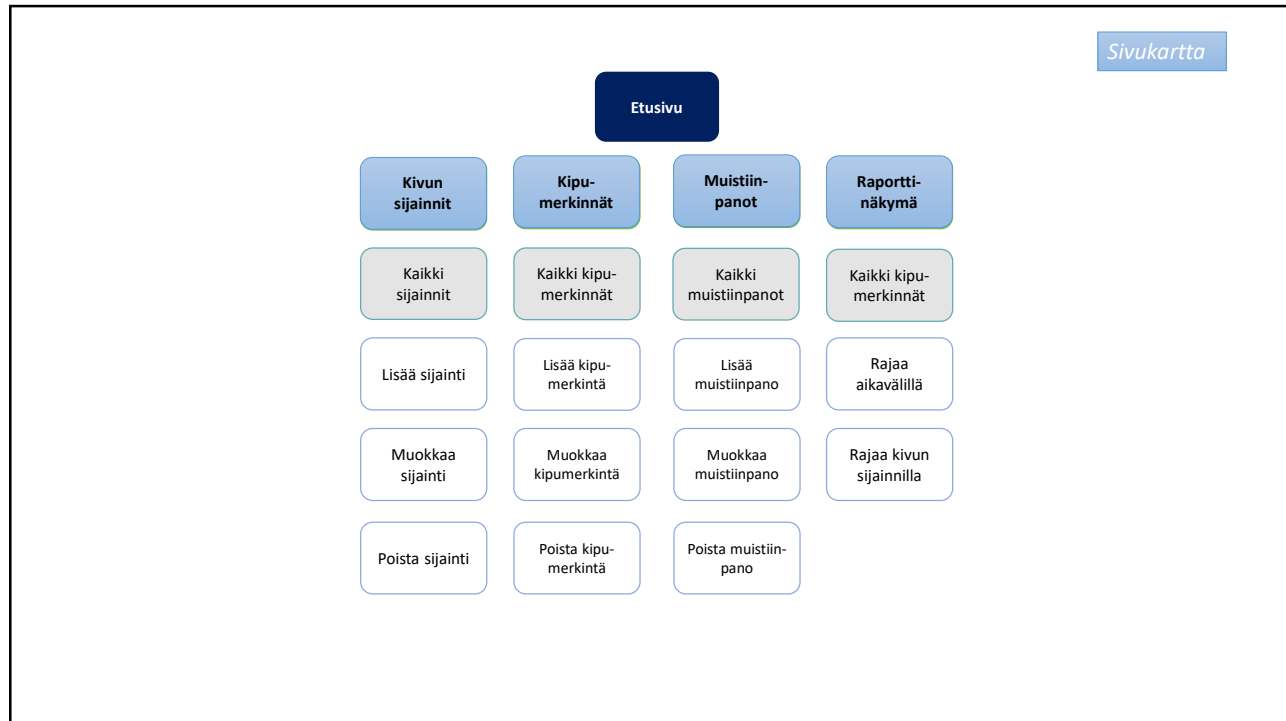 Sivukartta
Etusivu
Kivun
sijainnit
Kipu-
merkinnät
Muistiin-
panot
Raportti-
näkymä
Kaikki
sijainnit
Kaikki kipu-
merkinnät
Kaikki
muistiinpanot
Kaikki kipu-
merkinnät
Lisää sijainti
Lisää kipu-
merkintä
Lisää
muistiinpano
Rajaa
aikavälillä
Muokkaa
sijainti
Muokkaa
kipumerkintä
Muokkaa
muistiinpano
Rajaa kivun
sijainnilla
Poista sijainti
Poista kipu-
merkintä
Poista muistiin-
pano